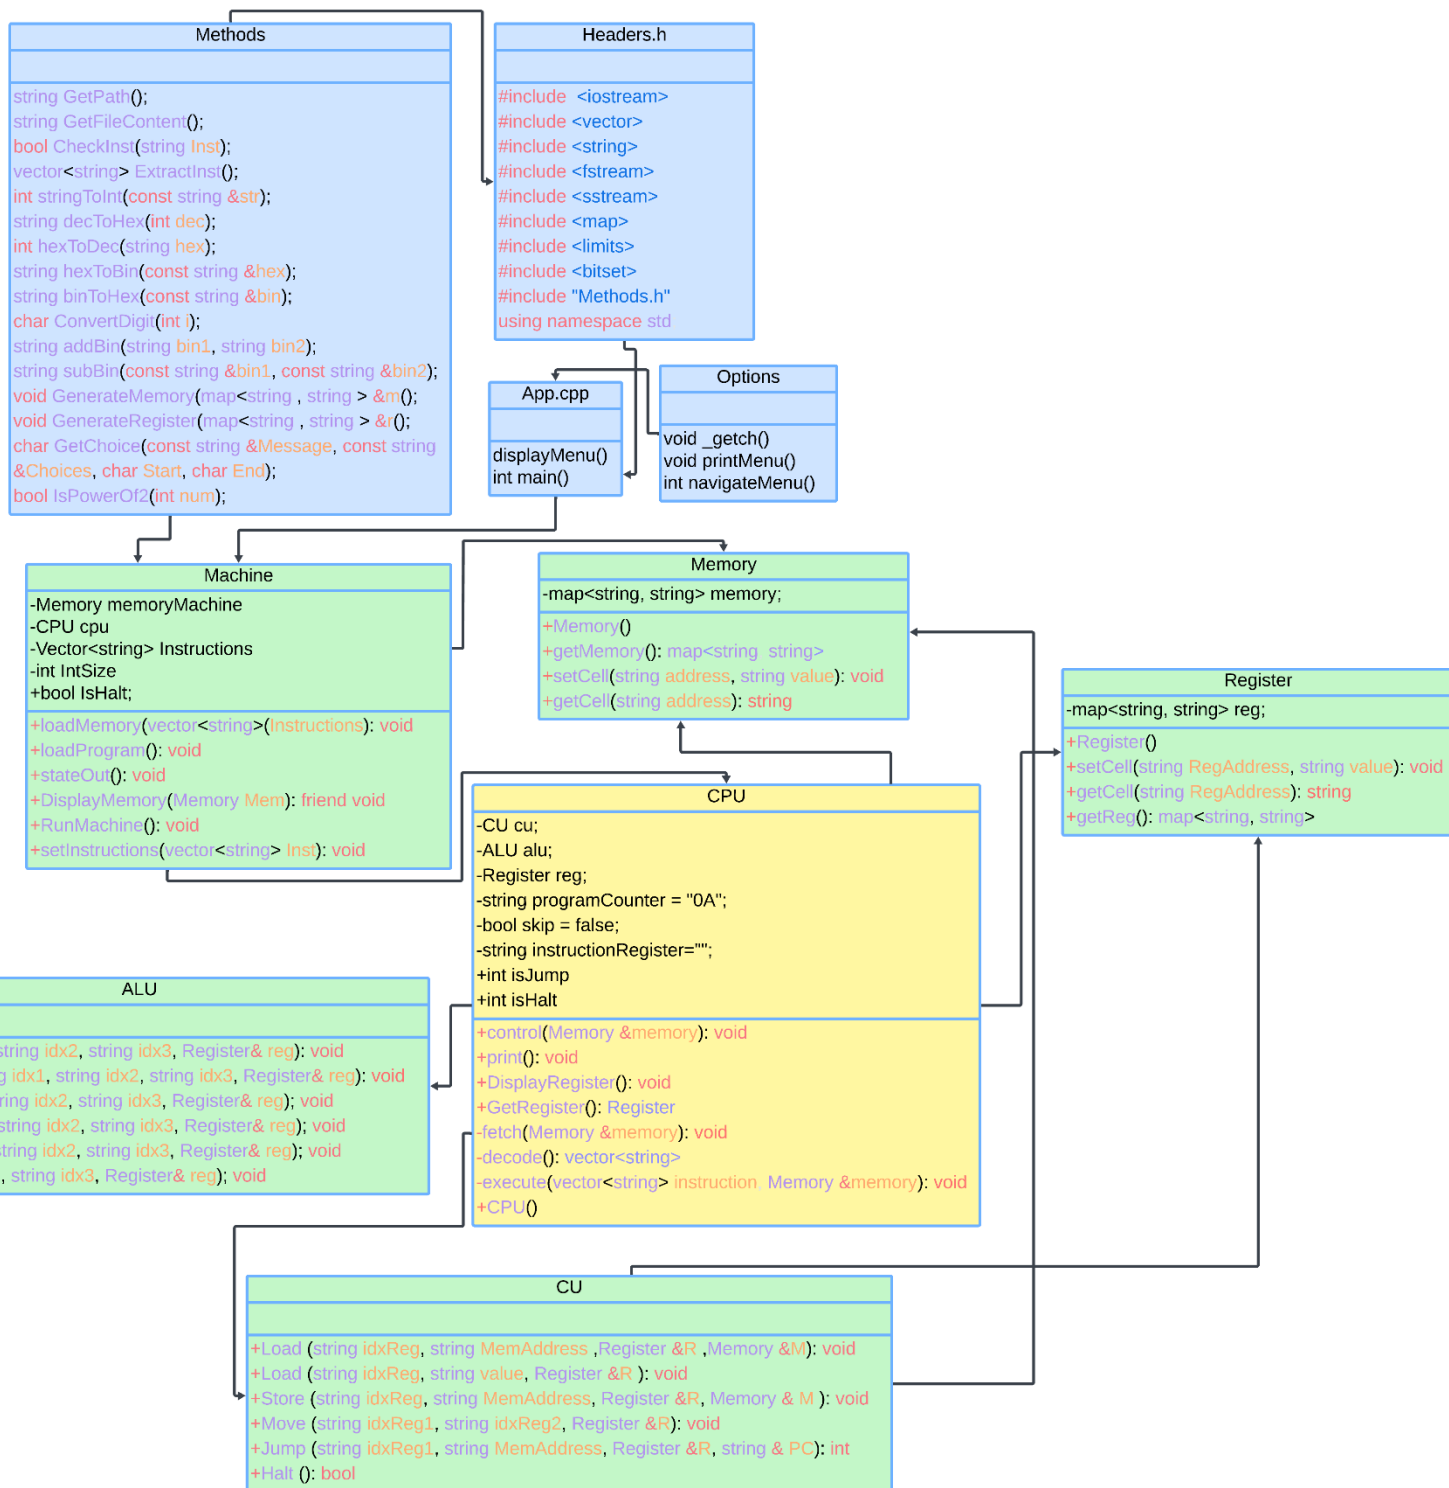 Methods
string GetPath();
string GetFileContent();
bool CheckInst(string Inst);
vector<string> ExtractInst();
int stringToInt(const string &str);
string decToHex(int dec);
int hexToDec(string hex);
string hexToBin(const string &hex);
string binToHex(const string &bin);
char ConvertDigit(int i);
string addBin(string bin1, string bin2);
string subBin(const string &bin1, const string &bin2);
void GenerateMemory(map<string , string > &m();
void GenerateRegister(map<string , string > &r();
char GetChoice(const string &Message, const string
&Choices, char Start, char End);
bool IsPowerOf2(int num);
Headers.h
#include <iostream>
#include <vector>
#include <string>
#include <fstream>
#include <sstream>
#include <map>
#include <limits>
#include <bitset>
#include "Methods.h"
using namespace std
App.cpp
displayMenu()
int main()
Options
void _getch()
void printMenu()
int navigateMenu()
Machine
-Memory memoryMachine
-CPU cpu
-Vector<string> Instructions
-int IntSize
+bool IsHalt;
+loadMemory(vector<string>(Instructions): void
+loadProgram(): void
+stateOut(): void
+DisplayMemory(Memory Mem): friend void
+RunMachine(): void
+setInstructions(vector<string> Inst): void
Memory
-map<string, string> memory;
+Memory()
+getMemory(): map<string string>
+setCell(string address, string value): void
+getCell(string address): string
Register
-map<string, string> reg;
+Register()
+setCell(string RegAddress, string value): void
+getCell(string RegAddress): string
+getReg(): map<string, string>
CPU
-CU cu;
-ALU alu;
-Register reg;
-string programCounter = "0A";
-bool skip = false;
-string instructionRegister="";
+int isJump
+int isHalt
+control(Memory &memory): void
+print(): void
+DisplayRegister(): void
+GetRegister(): Register
-fetch(Memory &memory): void
-decode(): vector<string>
-execute(vector<string> instruction, Memory &memory): void
+CPU()
ALU
string idx2, string idx3, Register& reg): void
idx1, string idx2, string idx3, Register& reg): void
idx2, string idx3, Register& reg); void
string idx2, string idx3, Register& reg); void
string idx2, string idx3, Register& reg); void
, string idx3, Register& reg); void
CU
+Load (string idxReg, string MemAddress ,Register &R ,Memory &M): void
+Load (string idxReg, string value, Register &R ): void
+Store (string idxReg, string MemAddress, Register &R, Memory & M ): void
+Move (string idxReg1, string idxReg2, Register &R): void
+Jump (string idxReg1, string MemAddress, Register &R, string & PC): int
+Halt (): bool